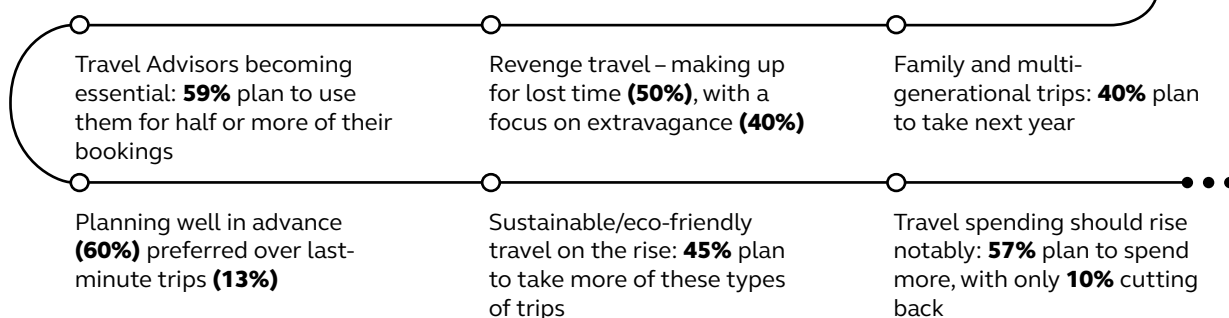 Travel Advisors becoming
essential: 59% plan to use
them for half or more of their
bookings
Revenge travel – making up
for lost time (50%), with a
focus on extravagance (40%)
Family and multi-
generational trips: 40% plan
to take next year
Planning well in advance
(60%) preferred over last-
minute trips (13%)
Sustainable/eco-friendly
travel on the rise: 45% plan
to take more of these types
of trips
Travel spending should rise
notably: 57% plan to spend
more, with only 10% cutting
back